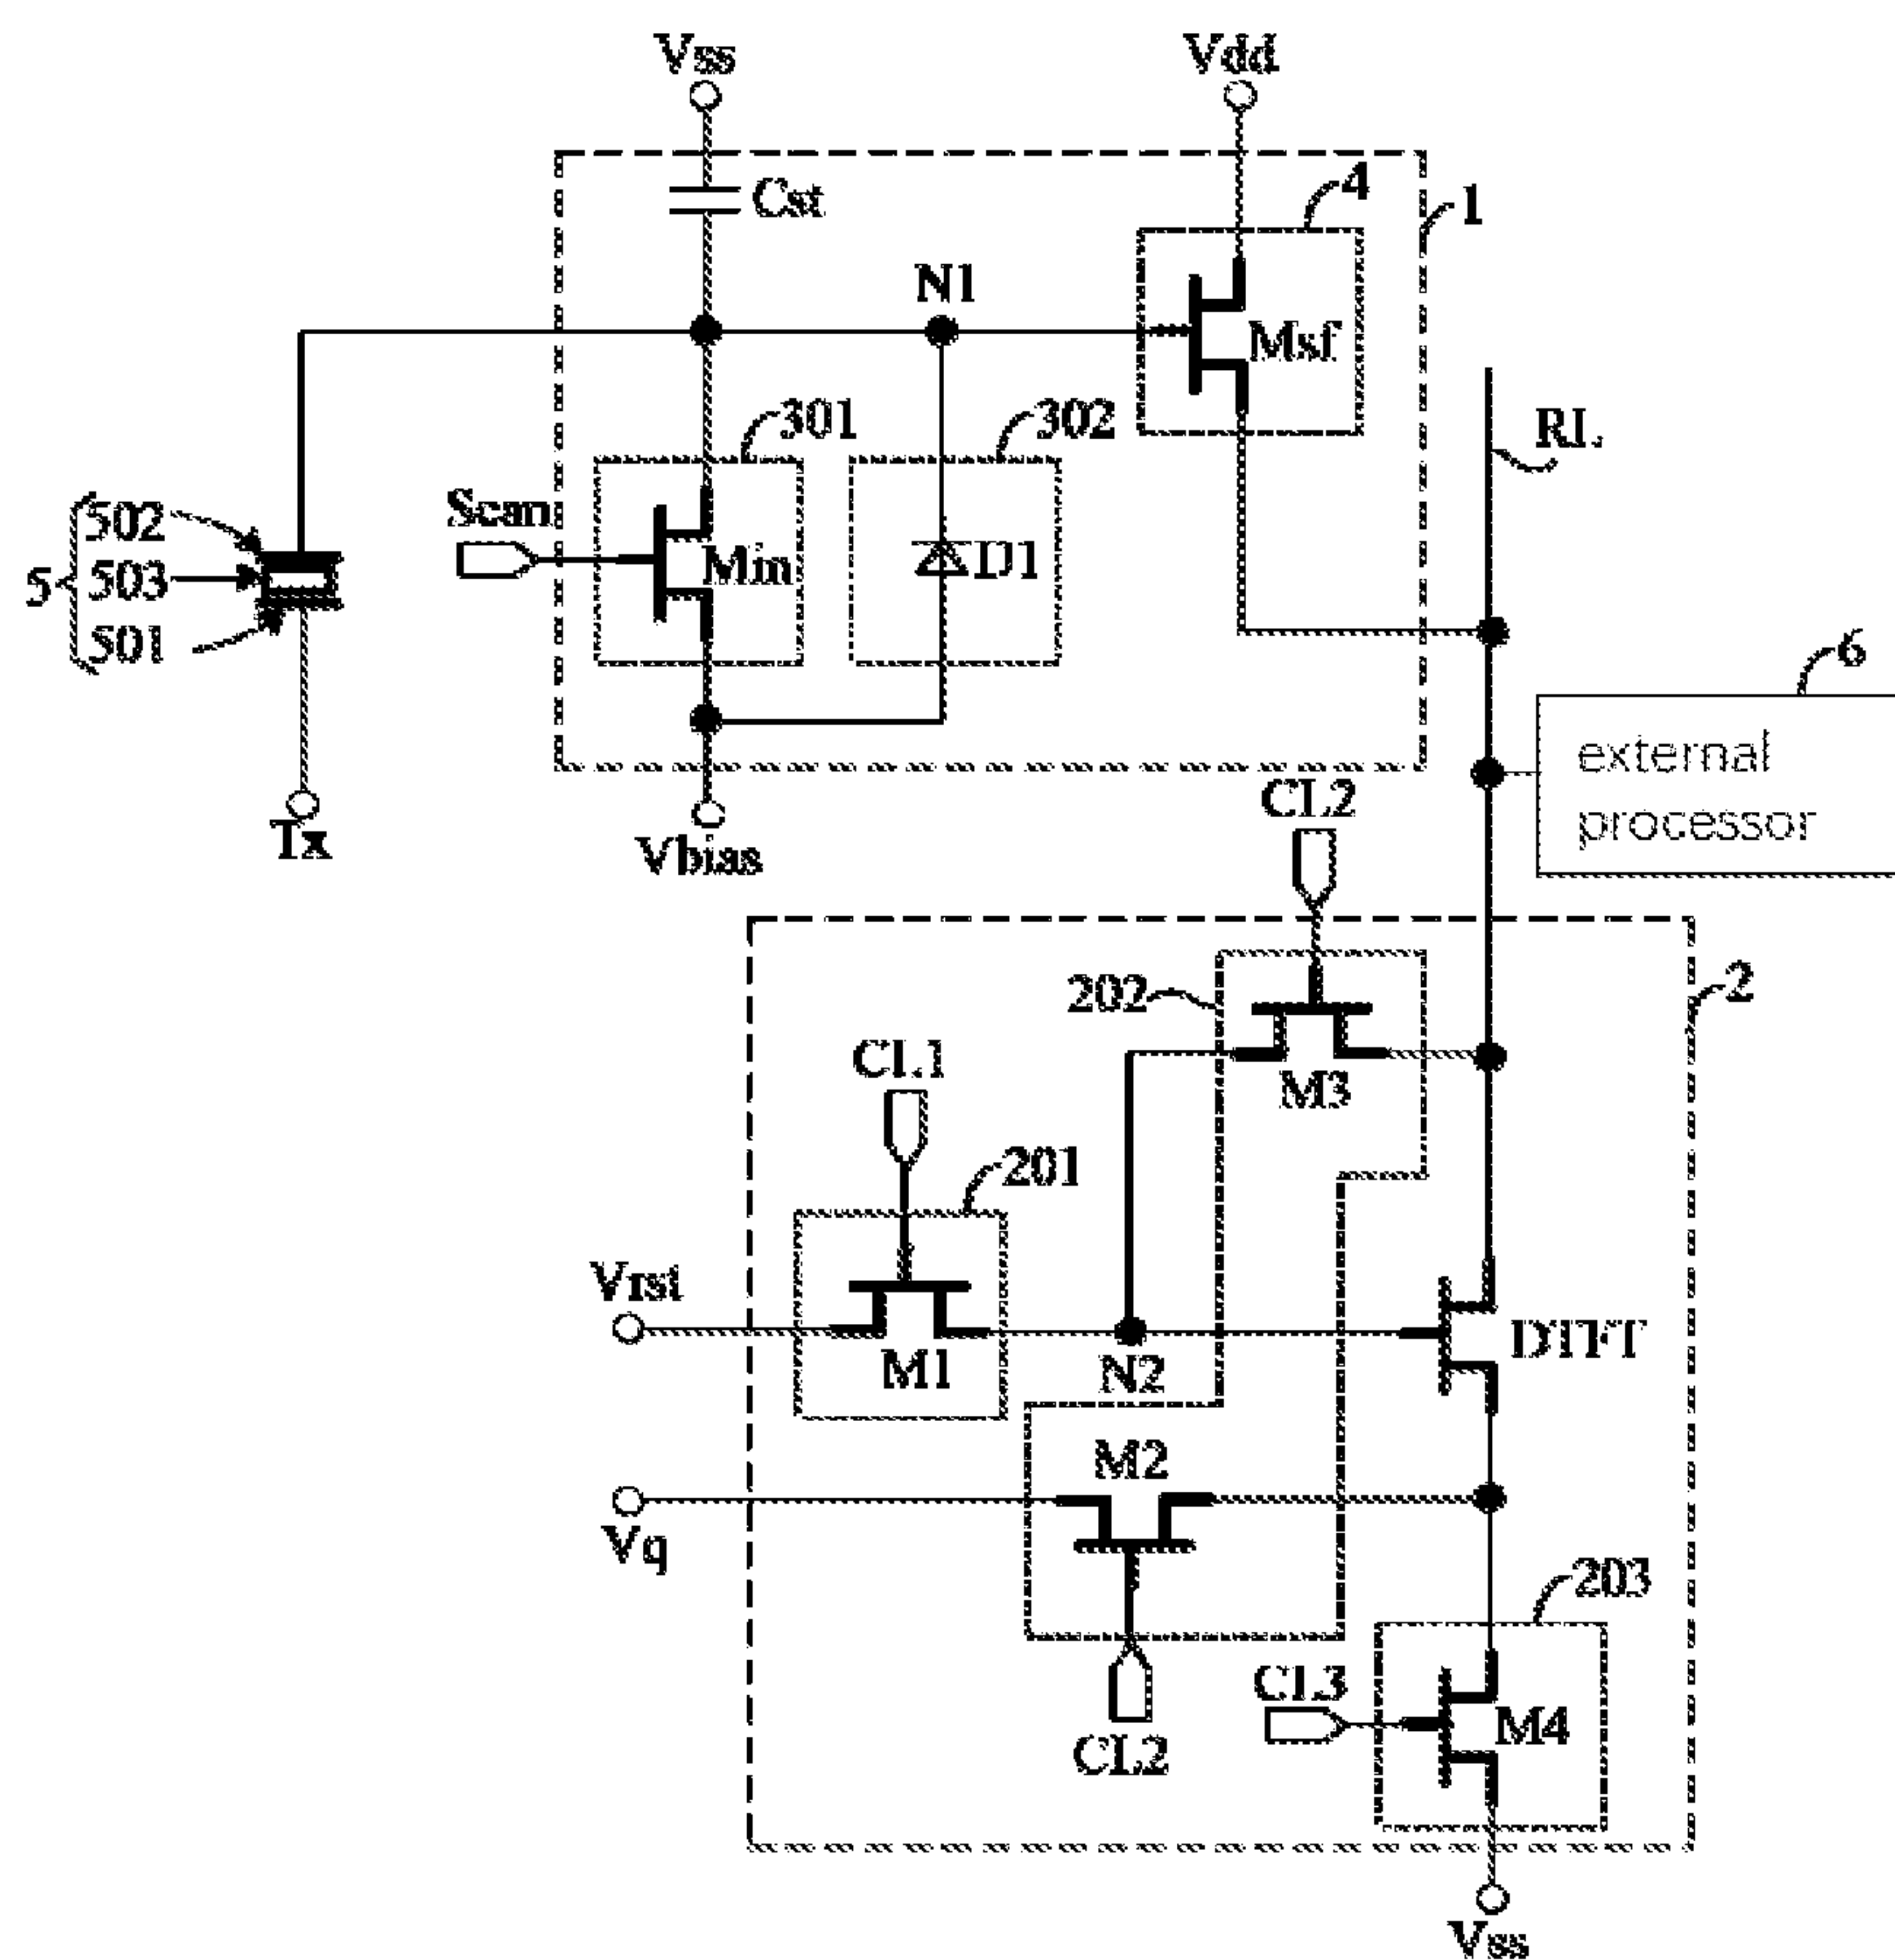 Vss
Vdd
Cst
4
1
N1
Msf
301
302
RL
Scan
502
Min
D1
5
503
501
6
external
processor
Tx
Vbias
CL2
202
2
CL1
M3
201
Vrst
DTFT
M1
N2
M2
Vq
203
CL3
M4
CL2
Vss